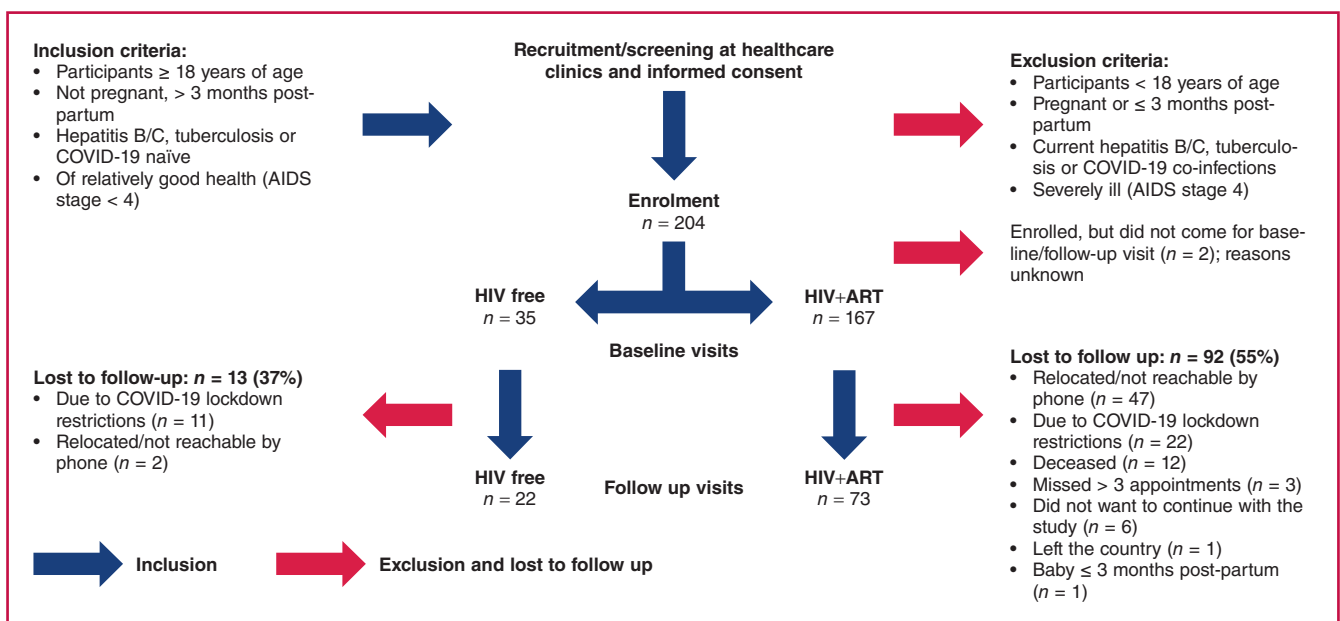 Inclusion criteria:
• Participants ≥ 18 years of age
• Not pregnant, > 3 months post-
partum
• Hepatitis B/C, tuberculosis or
COVID-19 naïve
• Of relatively good health (AIDS
stage < 4)
Recruitment/screening at healthcare
clinics and informed consent
Exclusion criteria:
• Participants < 18 years of age
• Pregnant or ≤ 3 months post-
partum
• Current hepatitis B/C, tuberculo-
sis or COVID-19 co-infections
• Severely ill (AIDS stage 4)
Enrolment
n = 204
Enrolled, but did not come for base-
line/follow-up visit (n = 2); reasons
unknown
HIV free
n = 35
HIV+ART
n = 167
Baseline visits
Lost to follow-up: n = 13 (37%)
• Due to COVID-19 lockdown
restrictions (n = 11)
• Relocated/not reachable by
phone (n = 2)
Lost to follow up: n = 92 (55%)
• Relocated/not reachable by
phone (n = 47)
• Due to COVID-19 lockdown
restrictions (n = 22)
• Deceased (n = 12)
• Missed > 3 appointments (n = 3)
• Did not want to continue with the
study (n = 6)
• Left the country (n = 1)
• Baby ≤ 3 months post-partum
(n = 1)
HIV free
n = 22
Follow up visits
HIV+ART
n = 73
Inclusion
Exclusion and lost to follow up